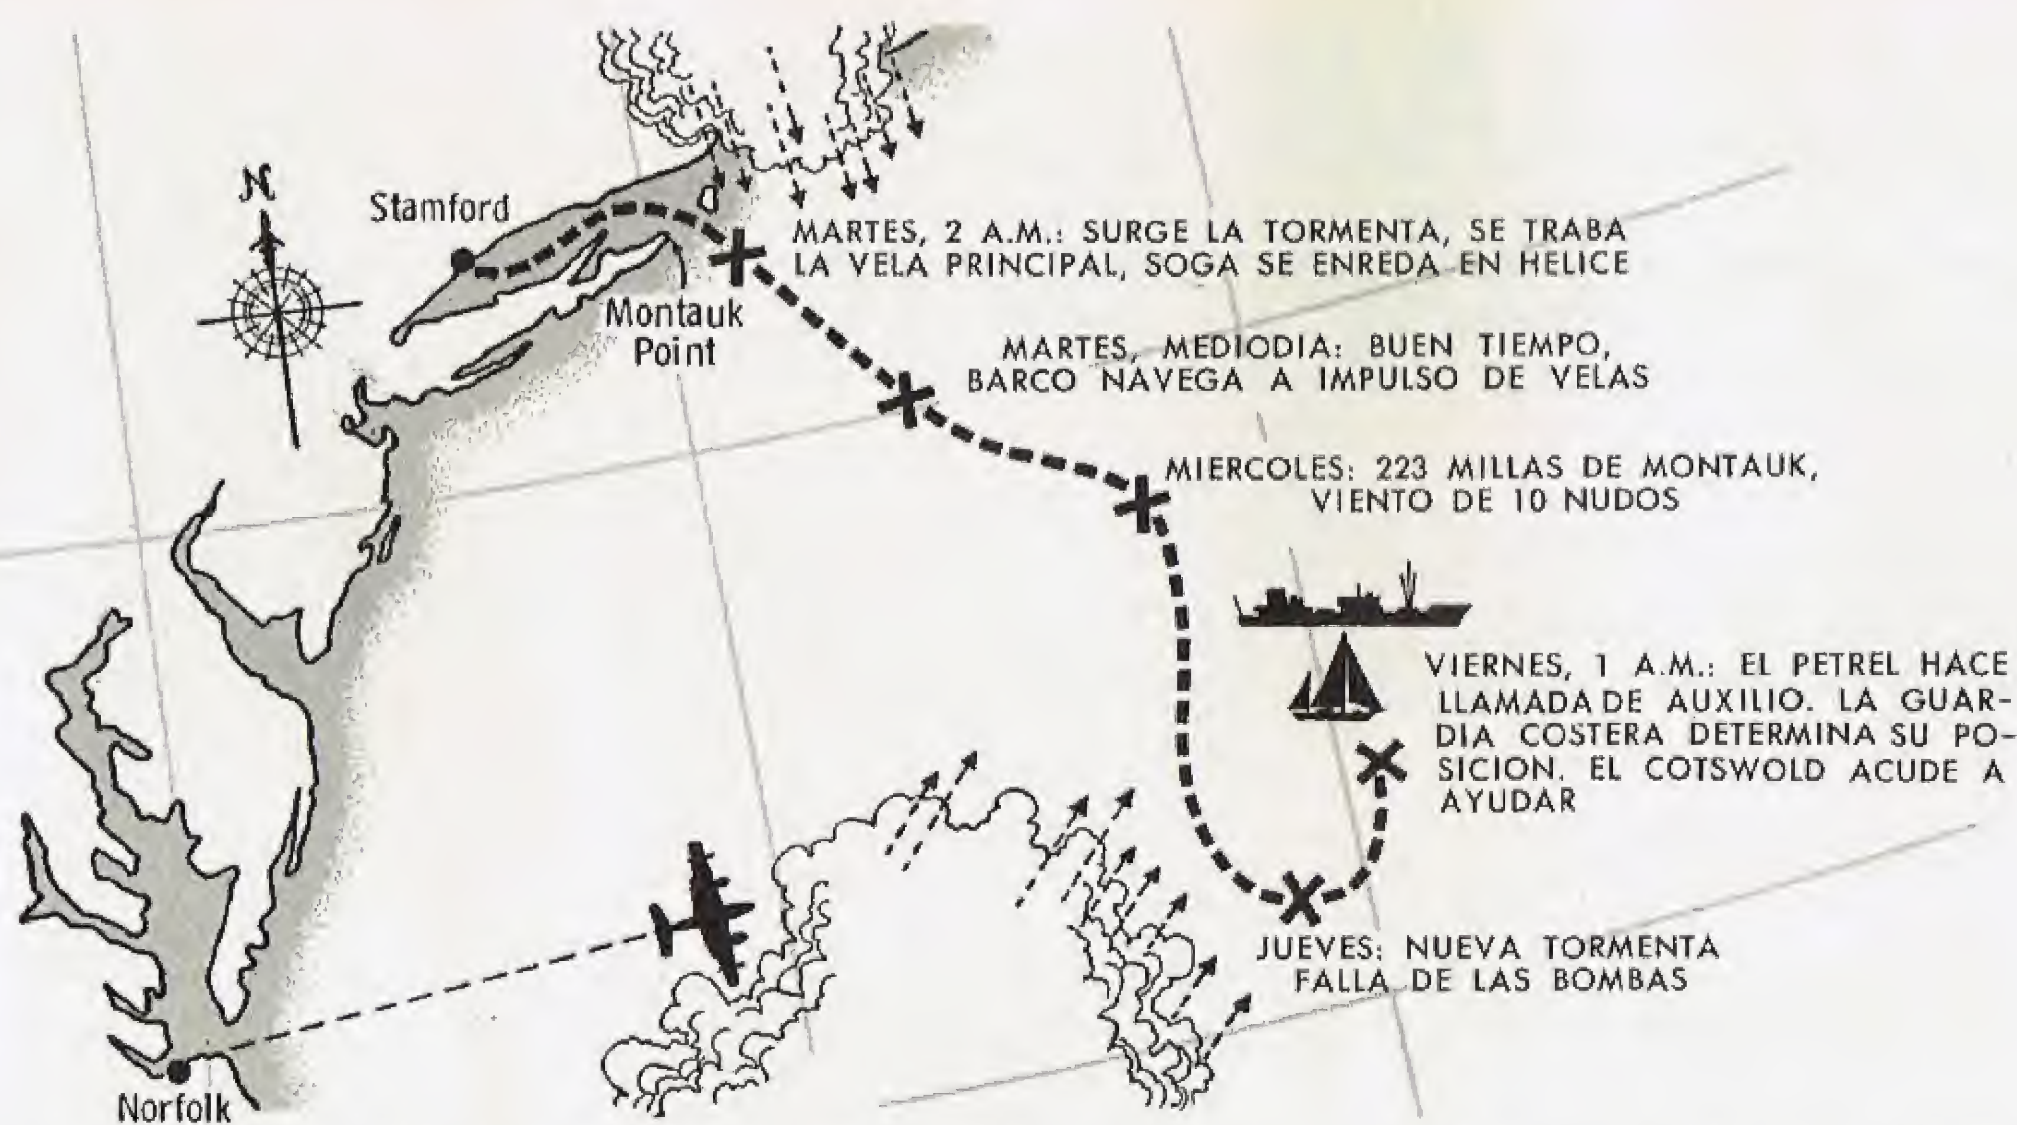 N
Stamford
MARTES, 2 A.M.: SURGE LA TORMENTA, SE TRABA
LA VELA PRINCIPAL, SOGA SE ENREDA EN HELICE
Montauk
Point
MARTES, MEDIODIA: BUEN TIEMPO,
BARCO NAVEGA A IMPULSO DE VELAS
MIERCOLES: 223 MILLAS DE MONTAUK,
VIENTO DE 10 NUDOS
VIERNES, 1 A.M.: EL PETREL HACE
LLAMADA DE AUXILIO. LA GUAR-
DIA COSTERA DETERMINA SU PO-
SICION. EL COTSWOLD ACUDE A
AYUDAR
JUEVES: NUEVA TORMENTA
FALLA DE LAS BOMBAS
Norfolk